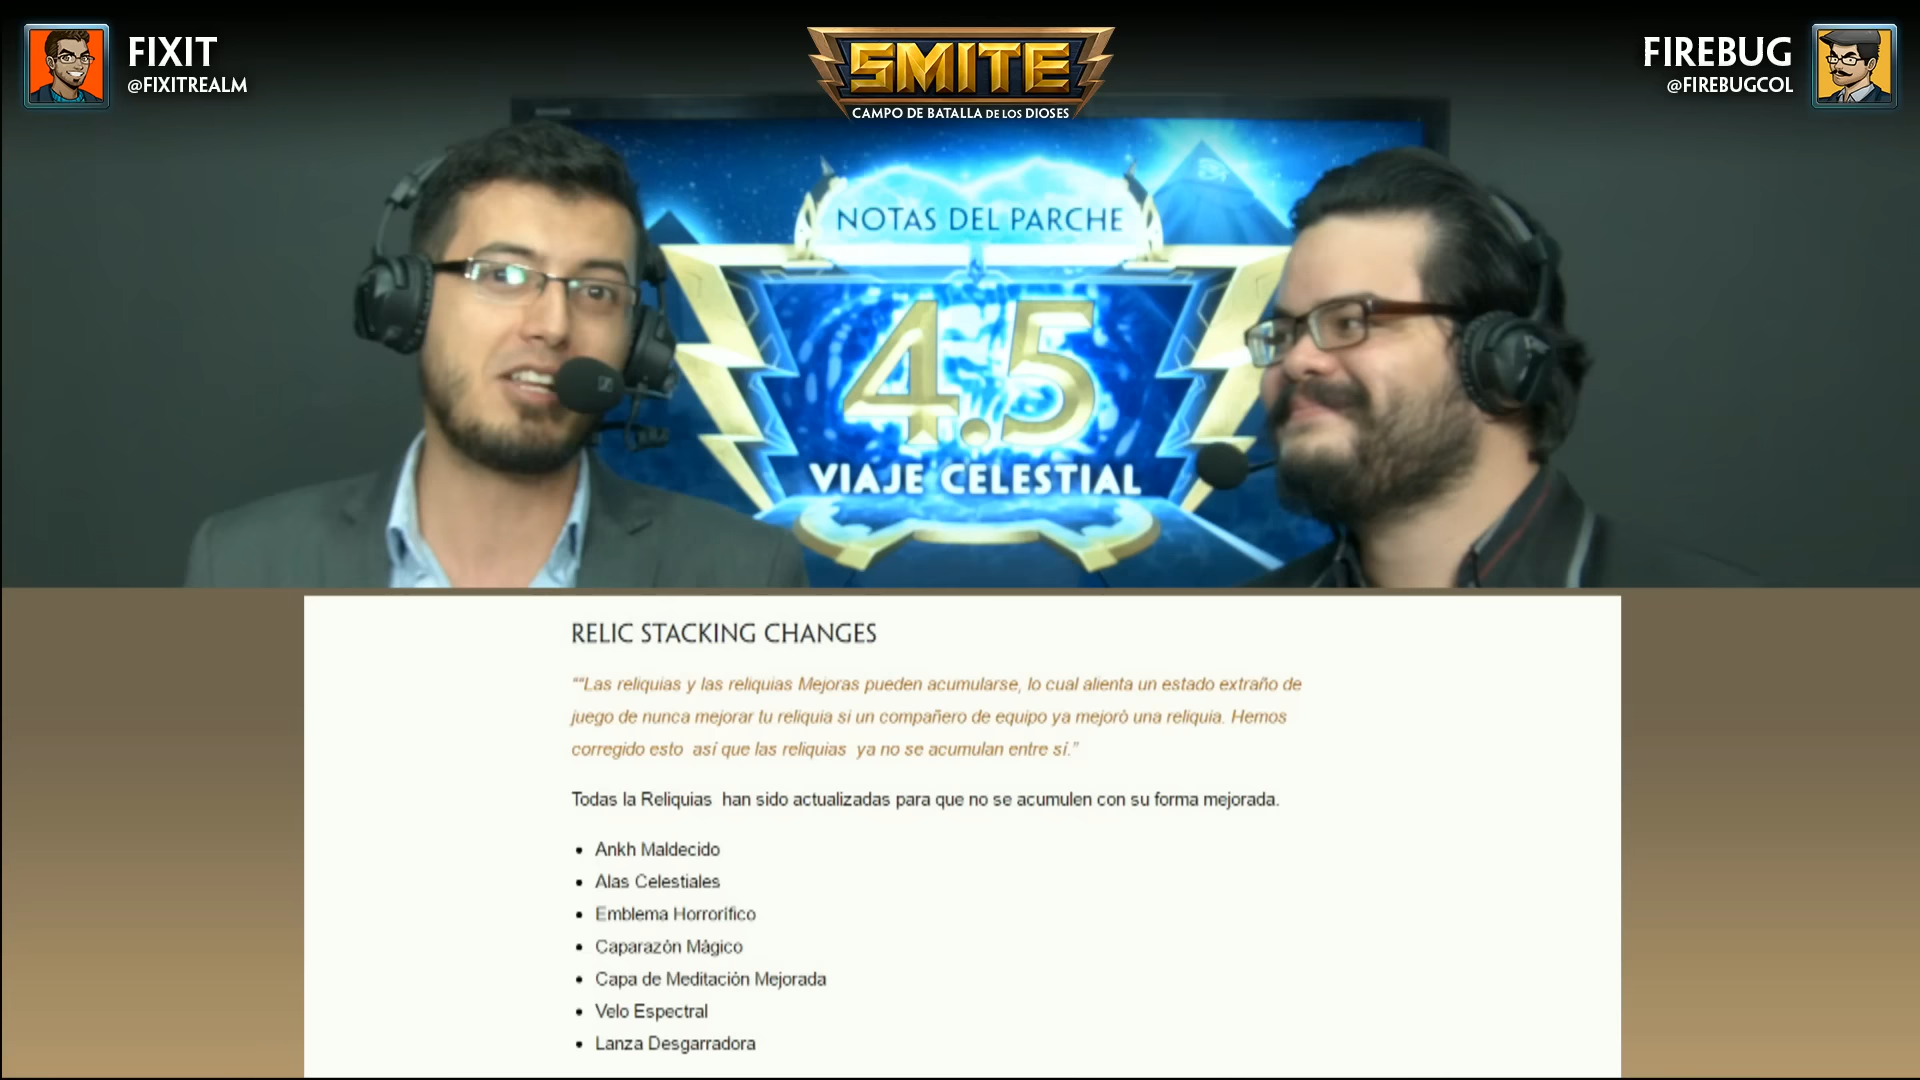 FIXIT
@FIXITREALM
SMITE
CAMPO DE BATALLA DE LOS DIOSES
FIREBUG
@FIREBUGCOL
NOTAS DEL PARCHE
4.5
VIAJE CELESTIAL
RELIC STACKING CHANGES
""Las reliquias y las reliquias Mejoras pueden acumularse, lo cual alienta un estado extraño de
juego de nunca mejorar tu reliquia si un compañero de equipo ya mejoró una reliquia. Hemos
corregido esto así que las reliquias ya no se acumulan entre sí."
Todas la Reliquias han sido actualizadas para que no se acumulen con su forma mejorada.
• Ankh Maldecido
• Alas Celestiales
• Emblema Horrorífico
• Caparazón Mágico
• Capa de Meditación Mejorada
• Velo Espectral
• Lanza Desgarradora